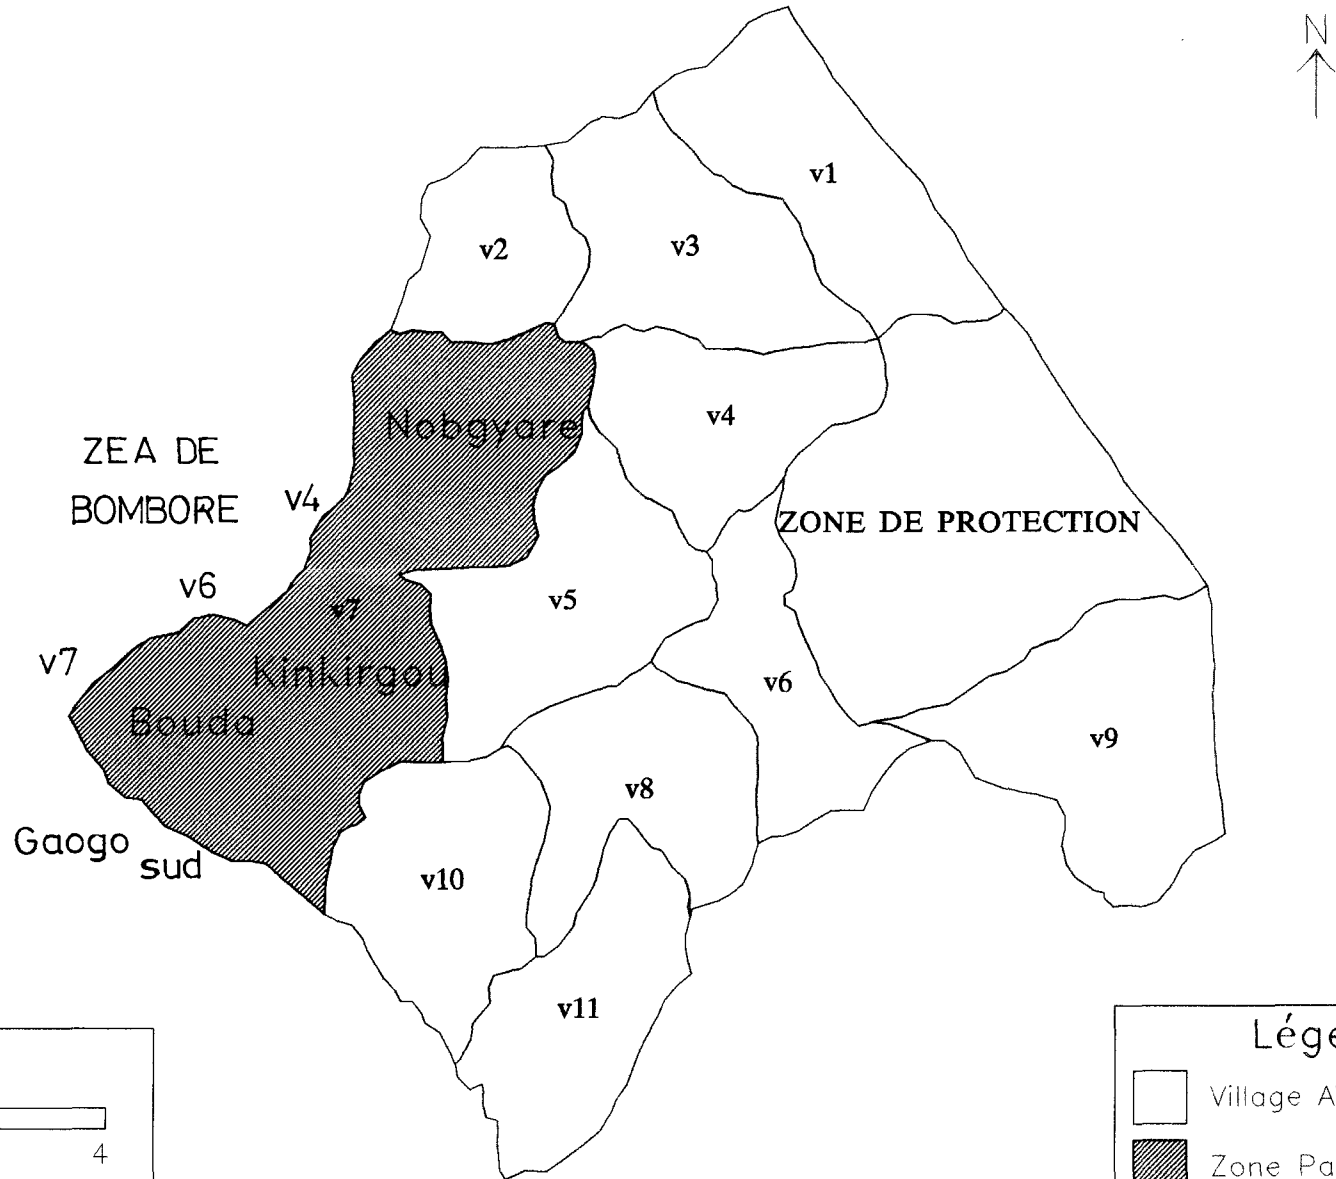 N
v1
v2
v3
v4
Nobgyare
ZEA DE
BOMBORE
v4
ZONE DE PROTECTION
v6
v7
v5
v7
Kinkirgou
v6
Bouda
v9
v8
Gaogo
sud
v10
v11
Lége
Village A
4
Zone Pa